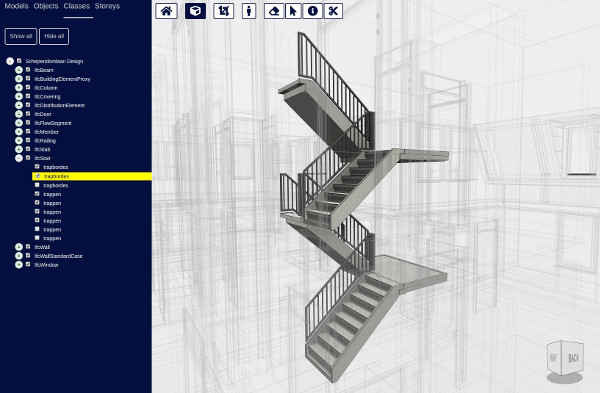 Models Objects Classes Storeys
Show all Hide all
Schependomlaan Design
IfcBeam
IfcBuildingElementProxy
IfcColumn
IfcCovering
IfcDistributionElement
IfcDoor
IfcFlowSegment
IfcMember
IfcRailing
IfcSlab
IfcStair
trapbordes
trapbordes
trapbordes
trappen
trappen
trappen
trappen
trappen
trappen
IfcWall
IfcWallStandardCase
IfcWindow
BACK